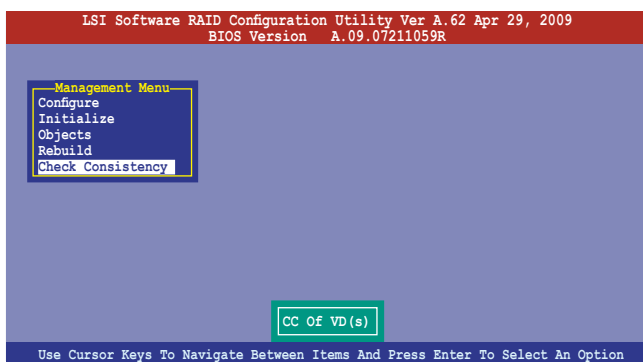 LSI Software RAID Configuration Utility Ver A.62 Apr 29, 2009
BIOS Version A.09.07211059R
Management Menu
Configure
Initialize
Objects
Rebuild
Check Consistency
CC Of VD(s)
Use Cursor Keys To Navigate Between Items And Press Enter To Select An Option